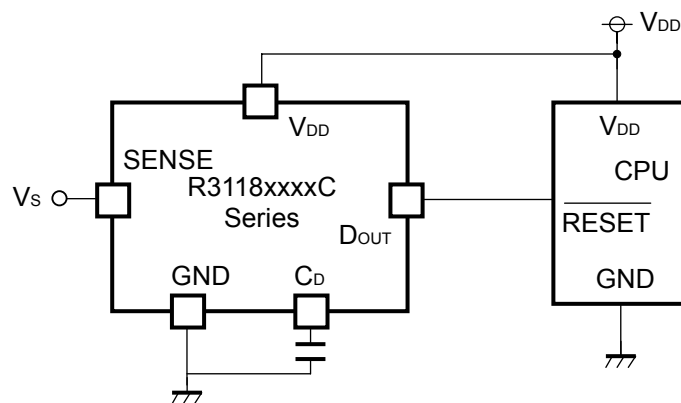 VDD
VDD
VDD
SENSE
CPU
R3118xxxxC
VS
Series
RESET
DOUT
GND
CD
GND